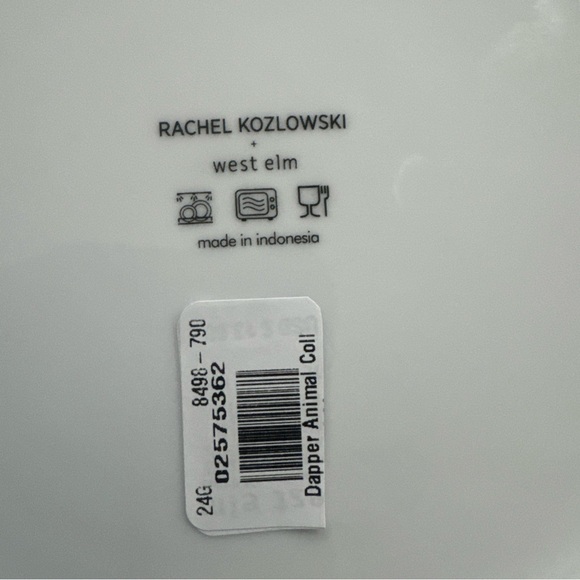 RACHEL KOZLOWSKI
+
west elm
made in indonesia
24G 8498-790
02575362
Dapper Animal Coll